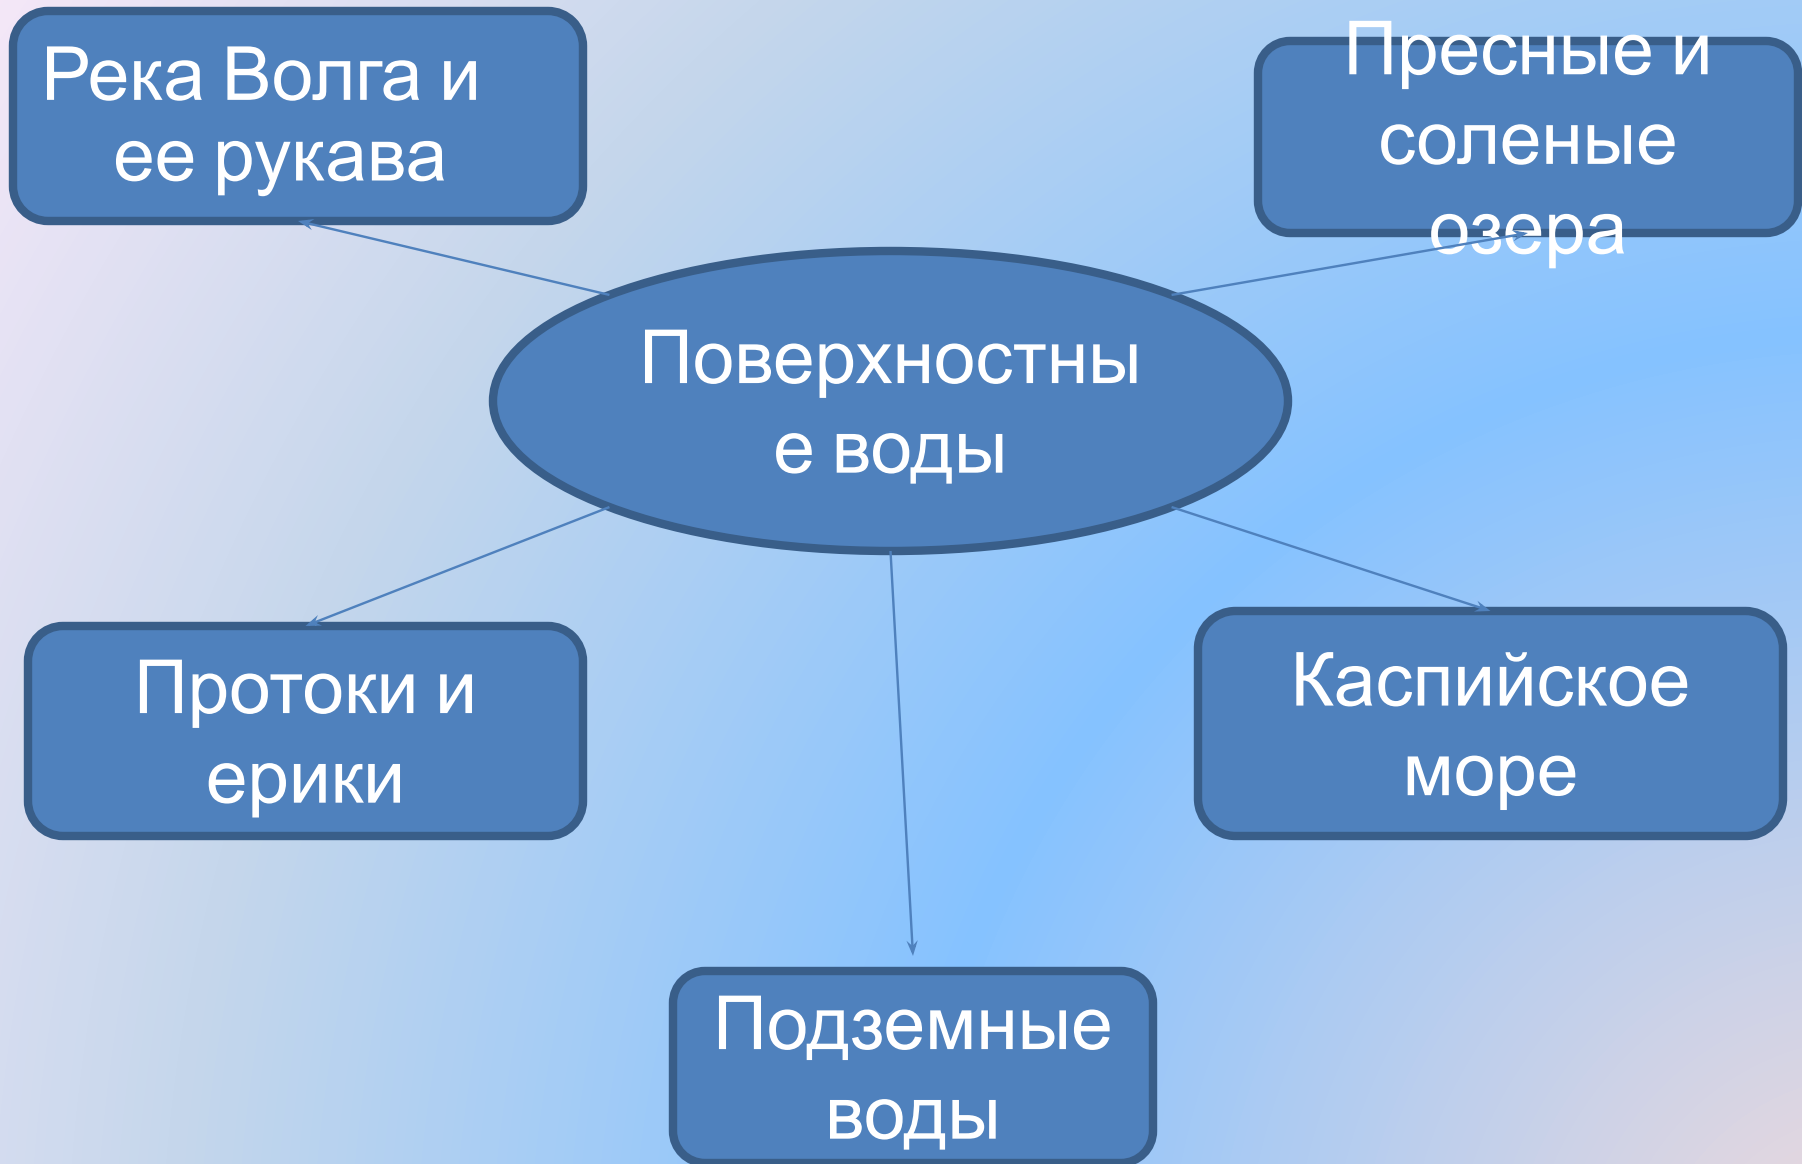 Река Волга и
ее рукава
Пресные и
соленые
озера
Поверхностны
е воды
Протоки и
ерики
Каспийское
море
Подземные
воды